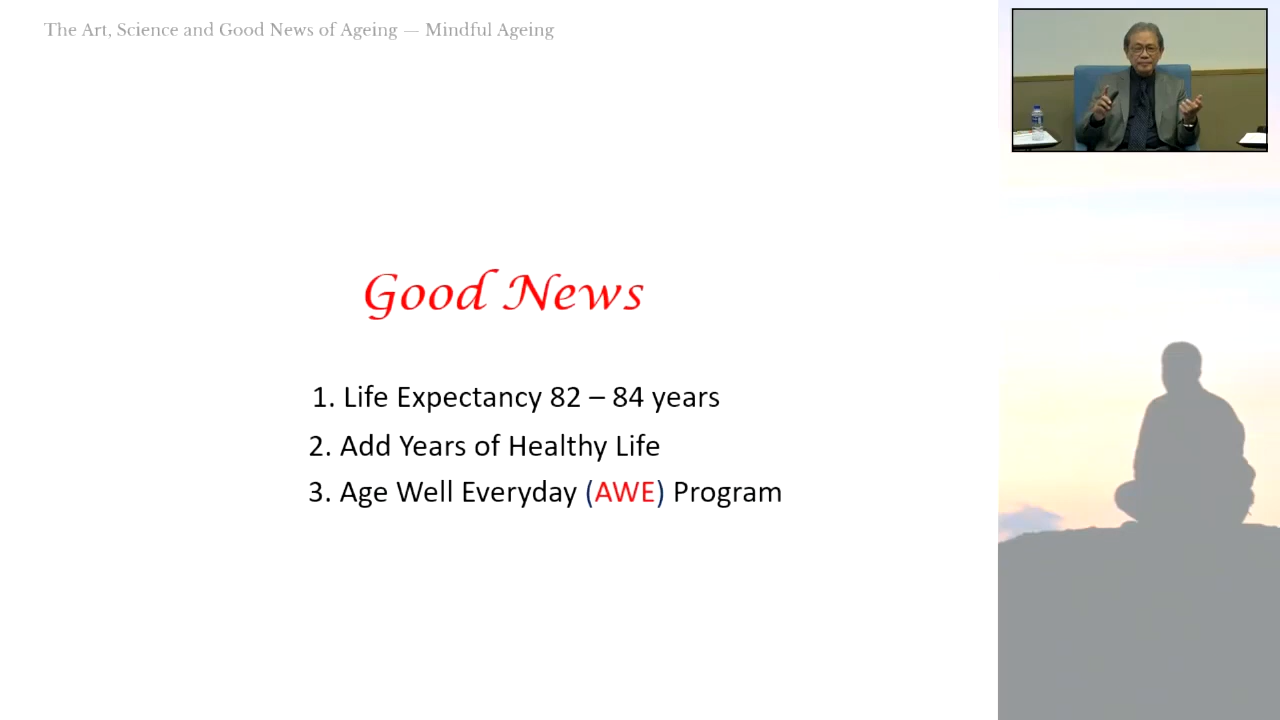 The Art, Science and Good News of Ageing — Mindful Ageing
Good News
1. Life Expectancy 82 – 84 years
2. Add Years of Healthy Life
3. Age Well Everyday (AWE) Program